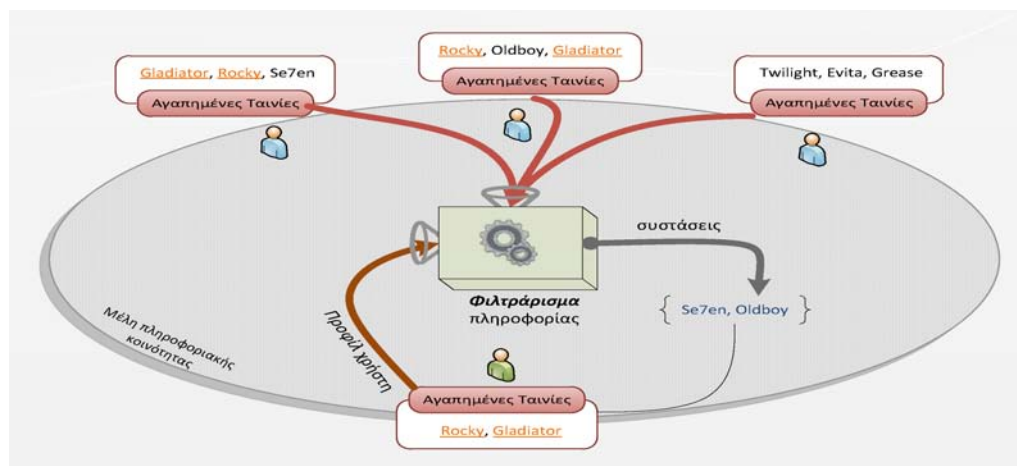 Gladiator, Rocky, Se7en
Αγαπημένες Ταινίες
Rocky, Oldboy, Gladiator
Αγαπημένες Ταινίες
Twilight, Evita, Grease
Αγαπημένες Ταινίες
συστάσεις
Φιλτράρισμα
πληροφορίας
{ Se7en, Oldboy }
Μέλη πληροφοριακής
κοινότητας
Προφίλ χρήστη
Αγαπημένες Ταινίες
Rocky, Gladiator